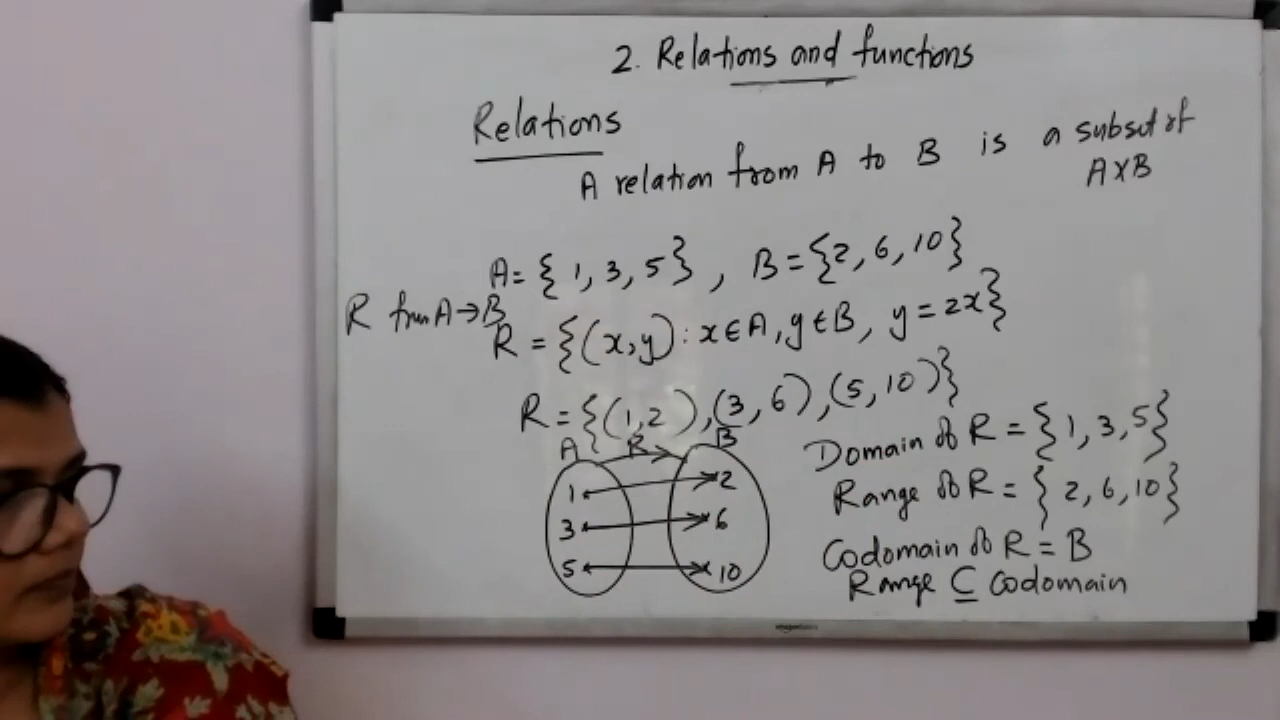 2. Relations and functions
Relations
A relation from A to B is a subset of
A×B
A = { 1, 3, 5 } , B = {2, 6, 10}
R from A → B
R = {(x,y) : x ∈ A, y ∈ B, y = 2x}
R = {(1,2), (3, 6), (5, 10)}
A R B
1 2
3 6
5 10
Domain of R = {1, 3, 5}
Range of R = { 2, 6, 10}
Codomain of R = B
Range ⊆ Codomain